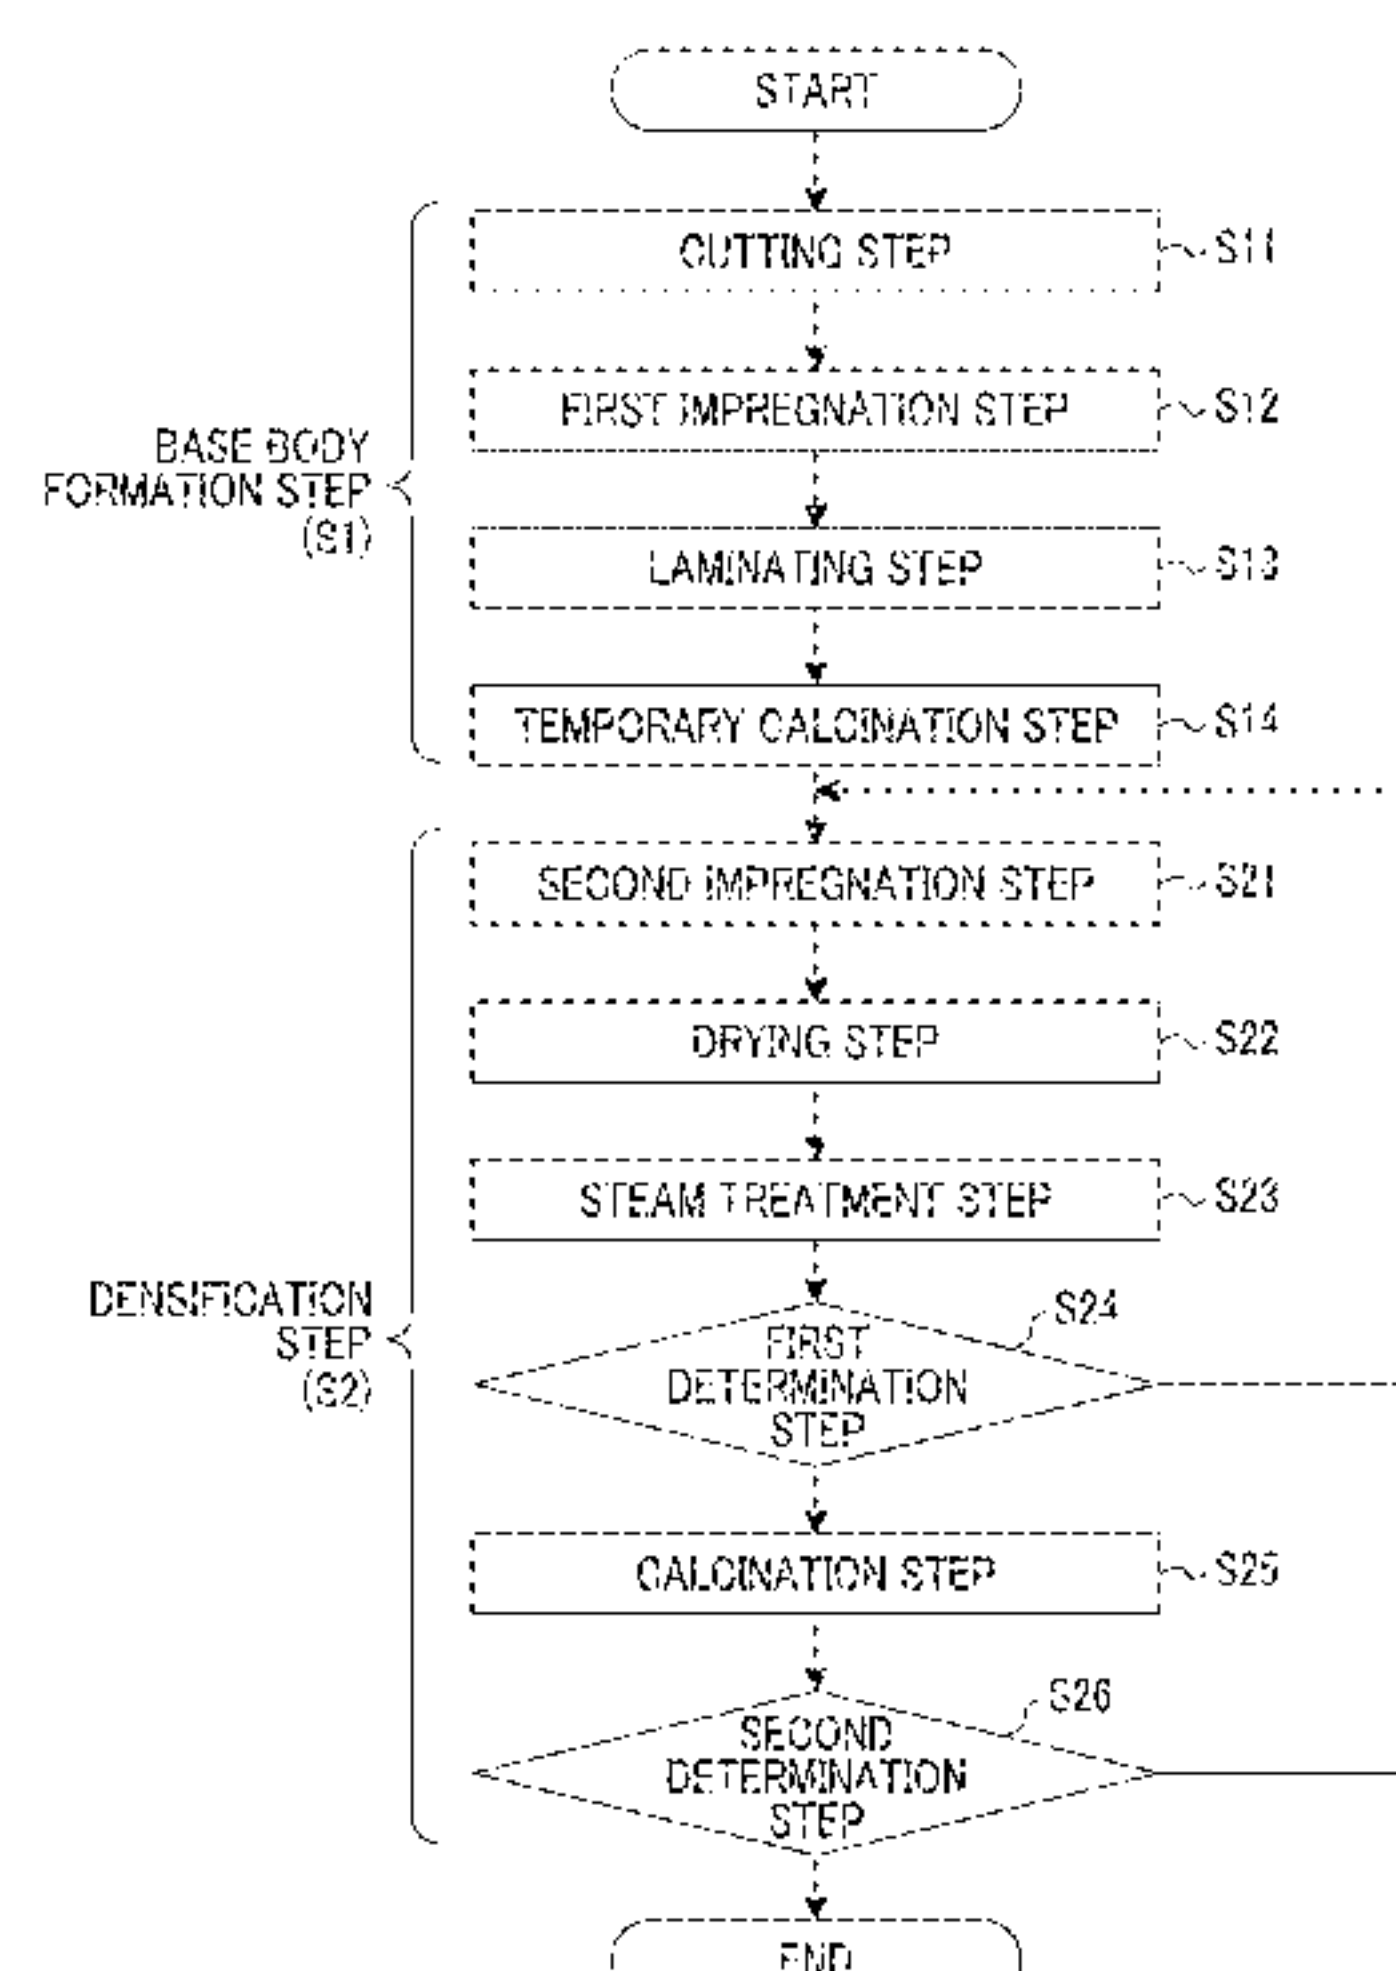 START
CUTTING STEP
S11
FIRST IMPREGNATION STEP
S12
BASE BODY
FORMATION STEP
(S1)
LAMINATING STEP
S13
TEMPORARY CALCINATION STEP
S14
SECOND IMPREGNATION STEP
S21
DRYING STEP
S22
STEAM TREATMENT STEP
S23
DENSIFICATION
STEP
(S2)
S24
FIRST
DETERMINATION
STEP
CALCINATION STEP
S25
S26
SECOND
DETERMINATION
STEP
END